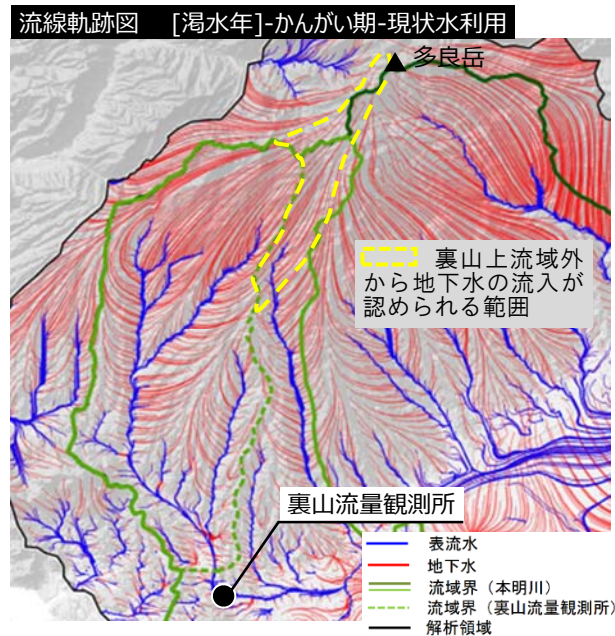 流線軌跡図　[渇水年]-かんがい期-現状水利用
多良岳
裏山上流域外
から地下水の流入が
認められる範囲
裏山流量観測所
表流水
地下水
流域界（本明川）
流域界（裏山流量観測所）
解析領域